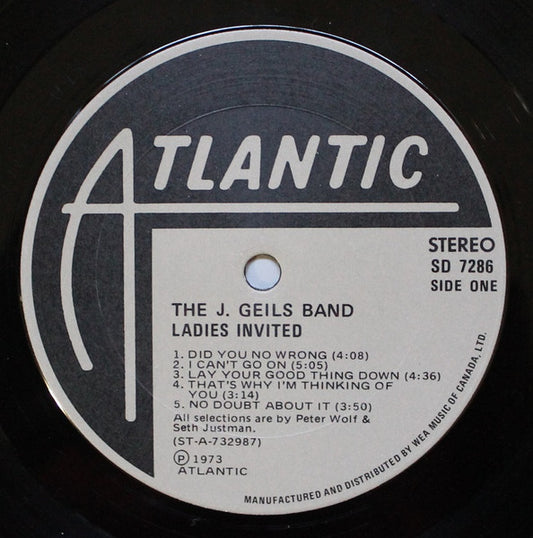 ATLANTIC
STEREO
SD 7286
SIDE ONE
THE J. GEILS BAND
LADIES INVITED
1. DID YOU NO WRONG (4:08)
2. I CAN'T GO ON (5:05)
3. LAY YOUR GOOD THING DOWN (4:36)
4. THAT'S WHY I'M THINKING OF
YOU (3:14)
5. NO DOUBT ABOUT IT (3:50)
All selections are by Peter Wolf &
Seth Justman.
(ST-A-732987)
Ⓟ 1973
ATLANTIC
MANUFACTURED AND DISTRIBUTED BY WEA MUSIC OF CANADA, LTD.